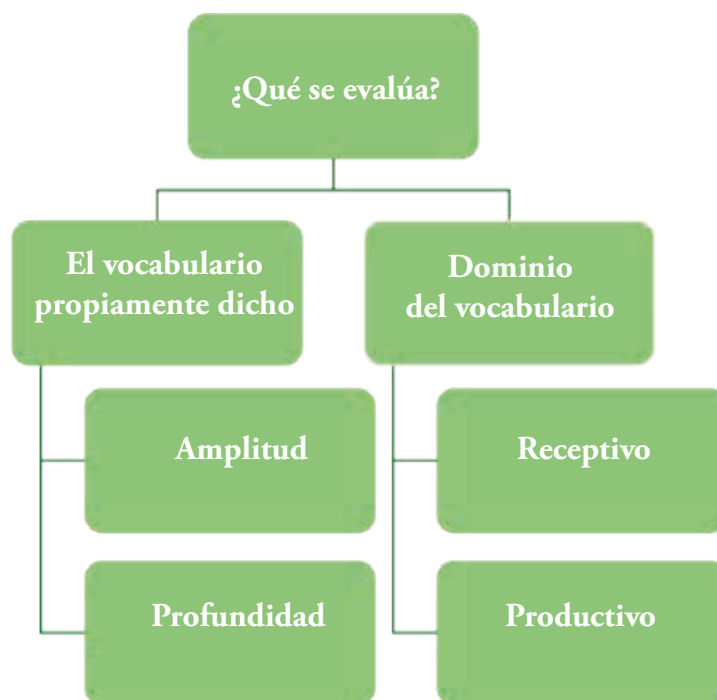 ¿Qué se evalúa?
El vocabulario
propiamente dicho
Dominio
del vocabulario
Amplitud
Receptivo
Profundidad
Productivo